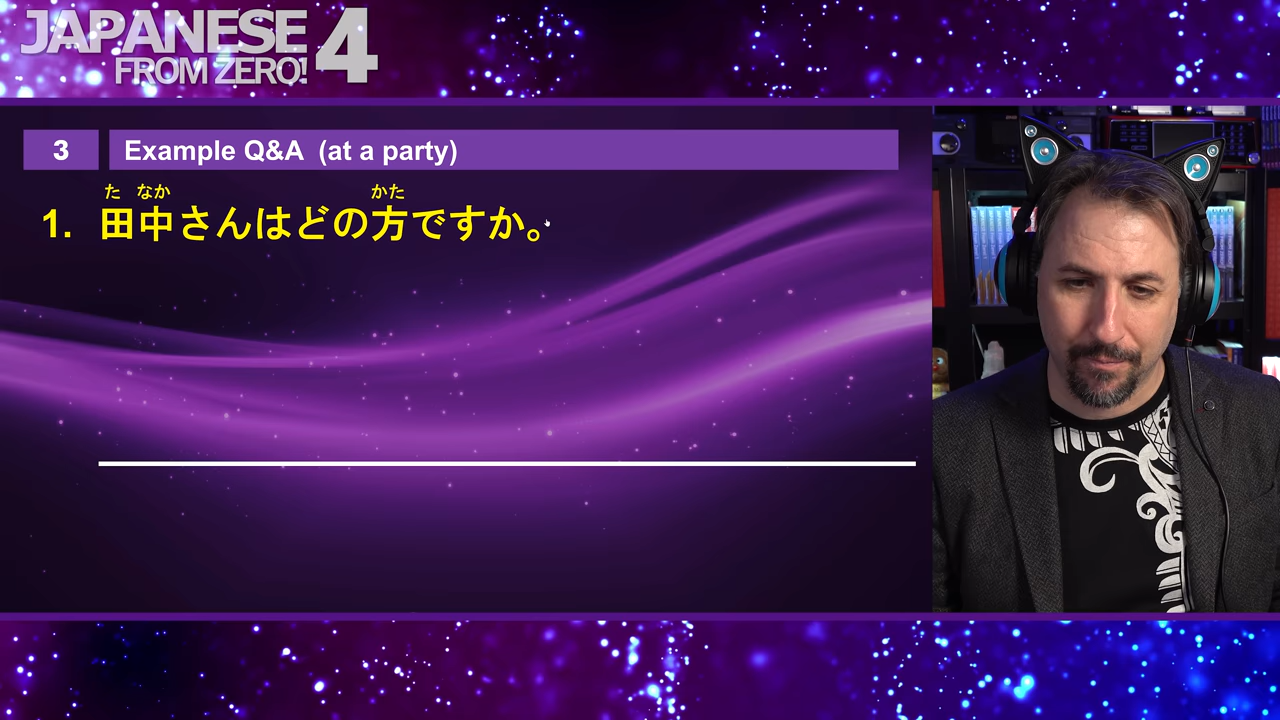 JAPANESE
FROM ZERO! 4
3 Example Q&A (at a party)
た なか かた
1. 田中さんはどの方ですか。